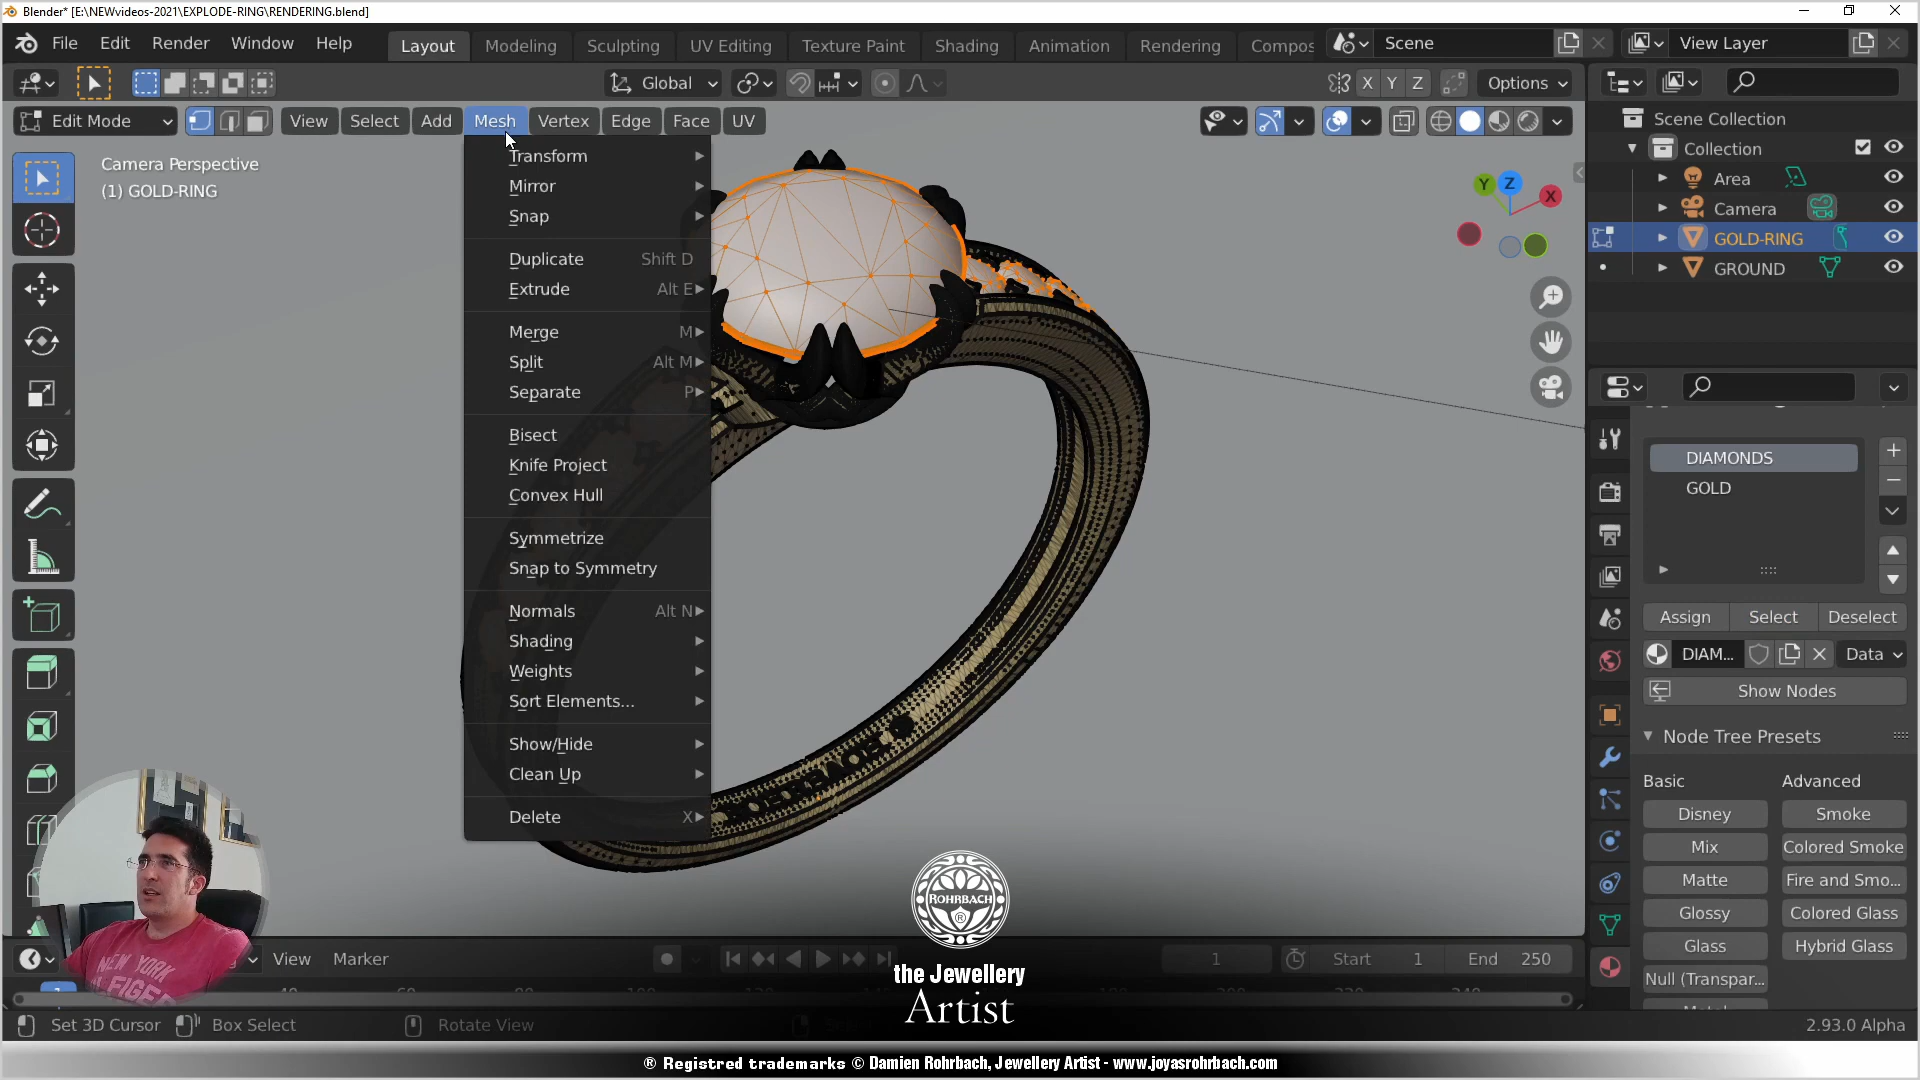 Blender* [E:\NEWvideos-2021\EXPLODE-RING\RENDERING.blend]
File Edit Render Window Help Layout Modeling Sculpting UV Editing Texture Paint Shading Animation Rendering Compos Scene View Layer
Global X Y Z Options
Edit Mode View Select Add Mesh Vertex Edge Face UV
Camera Perspective
(1) GOLD-RING
Transform
Mirror
Snap
Duplicate Shift D
Extrude Alt E
Merge M
Split Alt M
Separate P
Bisect
Knife Project
Convex Hull
Symmetrize
Snap to Symmetry
Normals Alt N
Shading
Weights
Sort Elements...
Show/Hide
Clean Up
Delete X
Y Z X
Scene Collection
Collection
Area
Camera
GOLD-RING
GROUND
DIAMONDS
GOLD
Assign Select Deselect
DIAM... Data
Show Nodes
Node Tree Presets
Basic Advanced
Disney Smoke
Mix Colored Smoke
Matte Fire and Smo...
Glossy Colored Glass
Glass Hybrid Glass
Null (Transpar...
NEW YORK
ROHRBACH
®
the Jewellery
Artist
View Marker 1 Start 1 End 250
1
Set 3D Cursor Box Select Rotate View 2.93.0 Alpha
® Registred trademarks © Damien Rohrbach, Jewellery Artist - www.joyasrohrbach.com